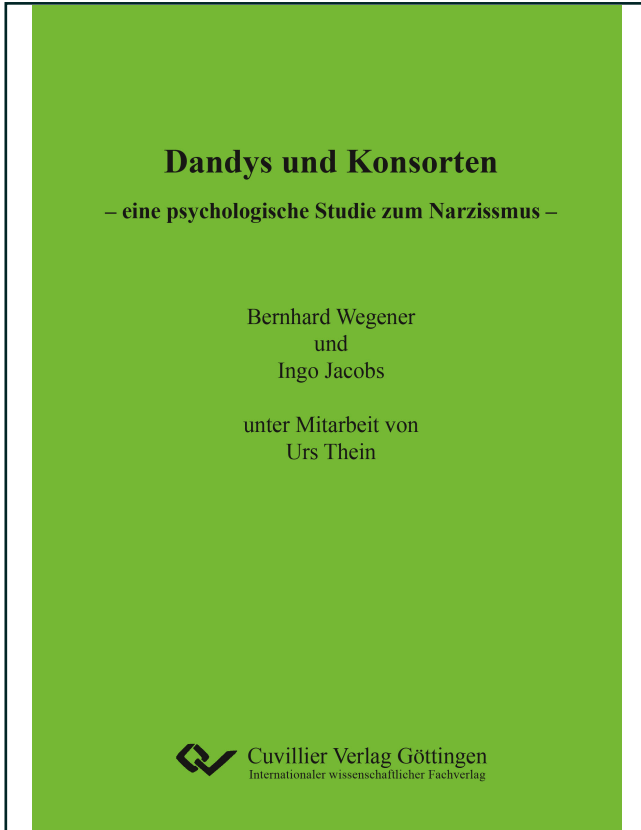 Dandys und Konsorten
– eine psychologische Studie zum Narzissmus –
Bernhard Wegener
und
Ingo Jacobs
unter Mitarbeit von
Urs Thein
Cuvillier Verlag Göttingen
Internationaler wissenschaftlicher Fachverlag